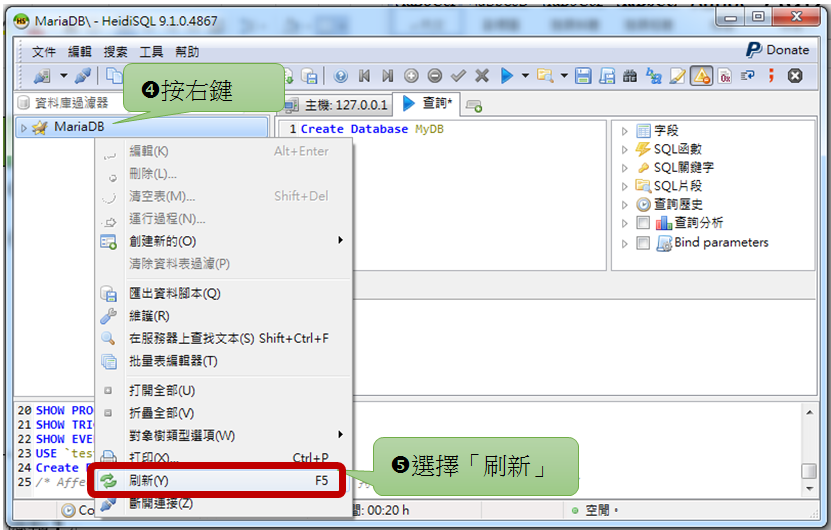 MariaDB\ - HeidiSQL 9.1.0.4867
文件 編輯 搜索 工具 幫助
Donate
資料庫過濾器
❹按右鍵
主機: 127.0.0.1
查詢*
MariaDB
1 Create Database MyDB
編輯(K) Alt+Enter
刪除(L)...
清空表(M)... Shift+Del
運行過程(N)...
創建新的(O)
清除資料表過濾(P)
匯出資料腳本(Q)
維護(R)
在服務器上查找文本(S) Shift+Ctrl+F
批量表編輯器(T)
打開全部(U)
折疊全部(V)
對象樹類型選項(W)
打印(X)... Ctrl+P
刷新(Y) F5
斷開連接(Z)
字段
SQL函數
SQL關鍵字
SQL片段
查詢歷史
查詢分析
Bind parameters
20 SHOW PRO
21 SHOW TRI
22 SHOW EVE
23 USE `tes
24 Create D
25 /* Affe
❺選擇「刷新」
Co
間: 00:20 h
空閒。